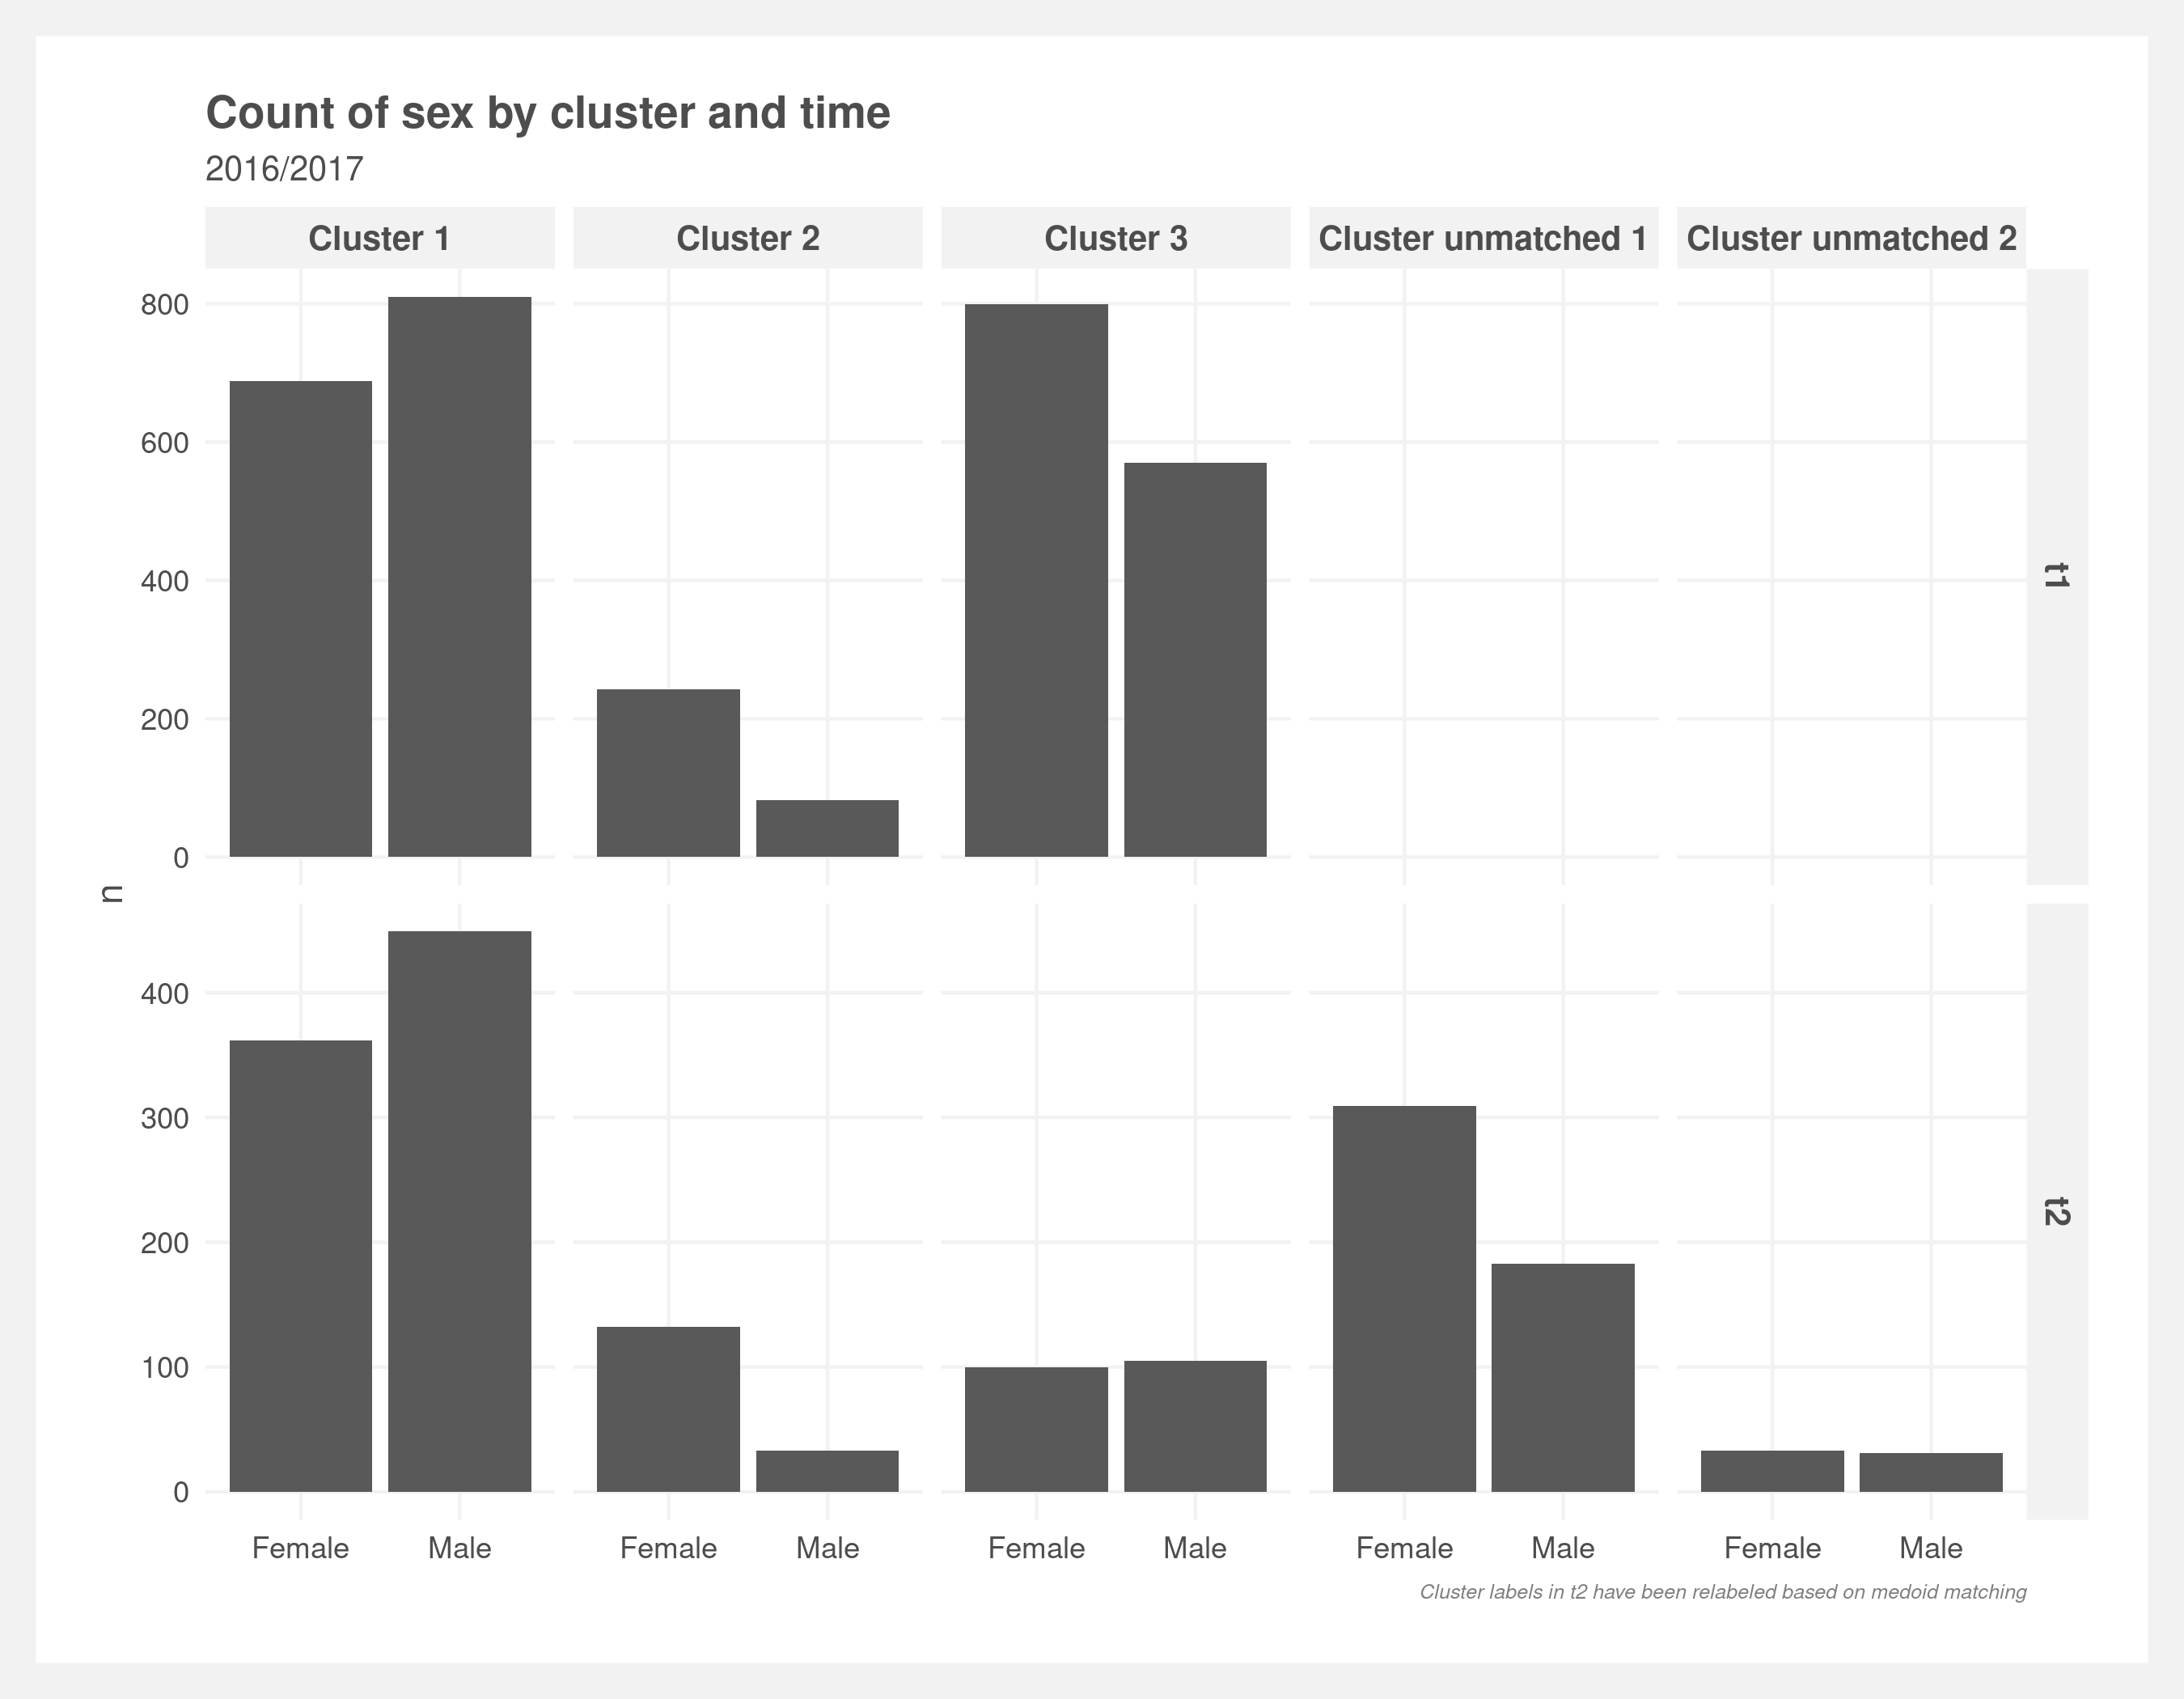 Count of sex by cluster and time
2016/2017
Cluster 1 Cluster 2 Cluster 3 Cluster unmatched 1 Cluster unmatched 2
800
600
400
200
0
t1
n
400
300
200
100
0
t2
Female Male Female Male Female Male Female Male Female Male
Cluster labels in t2 have been relabeled based on medoid matching